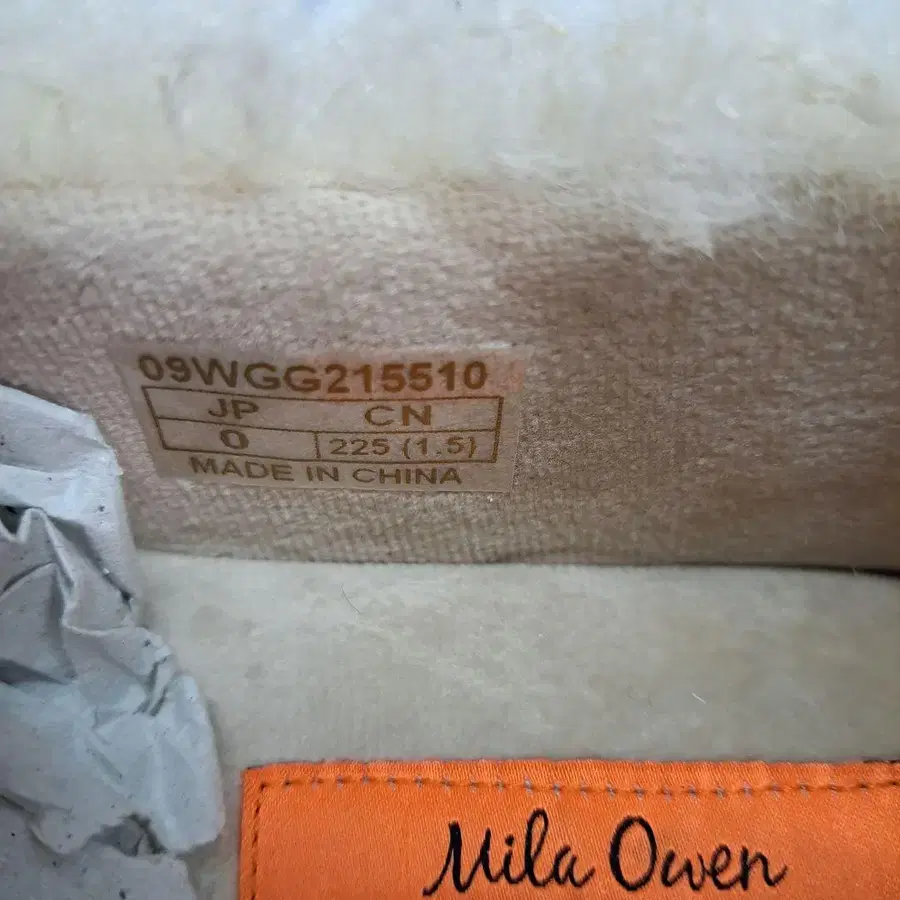 09WGG215510
JP CN
0 225 (1.5)
MADE IN CHINA
Mila Owen